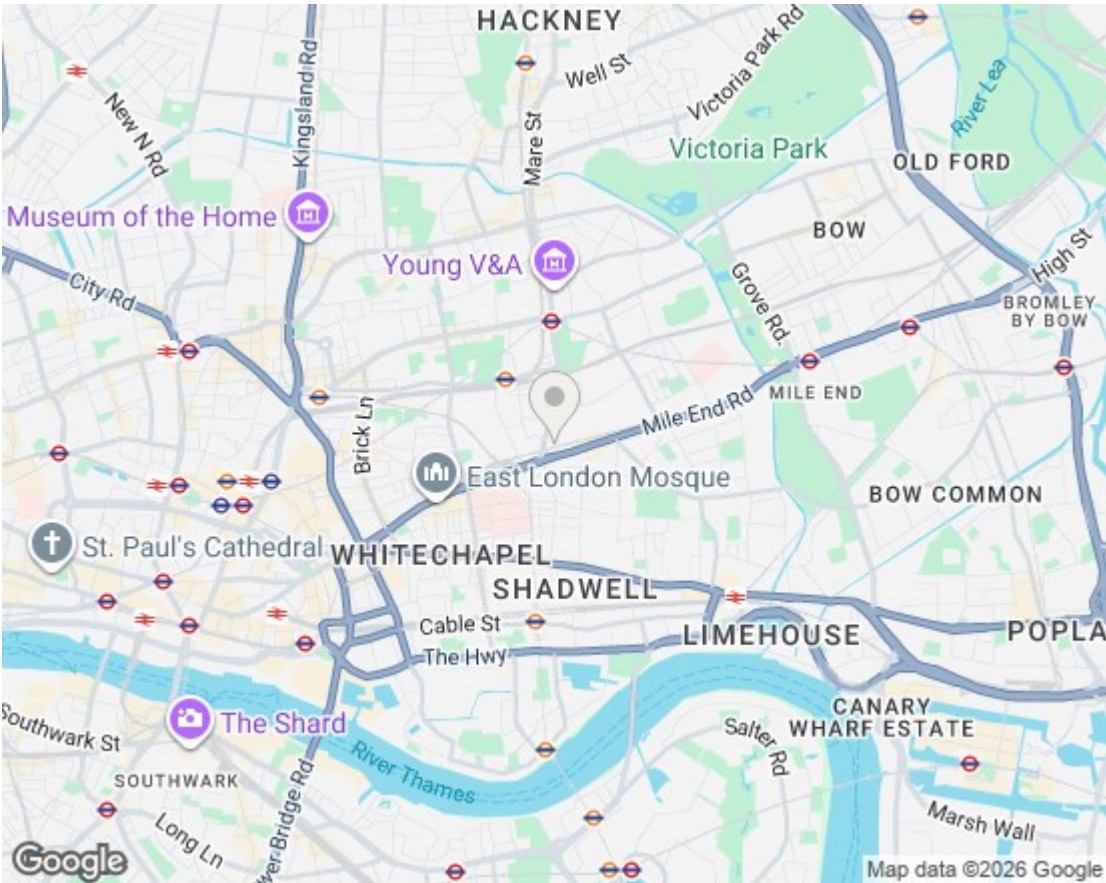 HACKNEY
Well St
Victoria Park Rd
Kingsland Rd
New N Rd
Mare St
River Lea
Victoria Park
OLD FORD
Museum of the Home
BOW
Young V&A
High St
City Rd
Grove Rd.
BROMLEY
BY BOW
MILE END
Brick Ln
Mile End Rd
East London Mosque
BOW COMMON
St. Paul's Cathedral
WHITECHAPEL
SHADWELL
Cable St
LIMEHOUSE
POPLA
The Hwy
CANARY
WHARF ESTATE
Southwark St
The Shard
Salter Rd
River Thames
SOUTHWARK
wer Bridge Rd
Long Ln
Marsh Wall
Google
Map data ©2026 Google